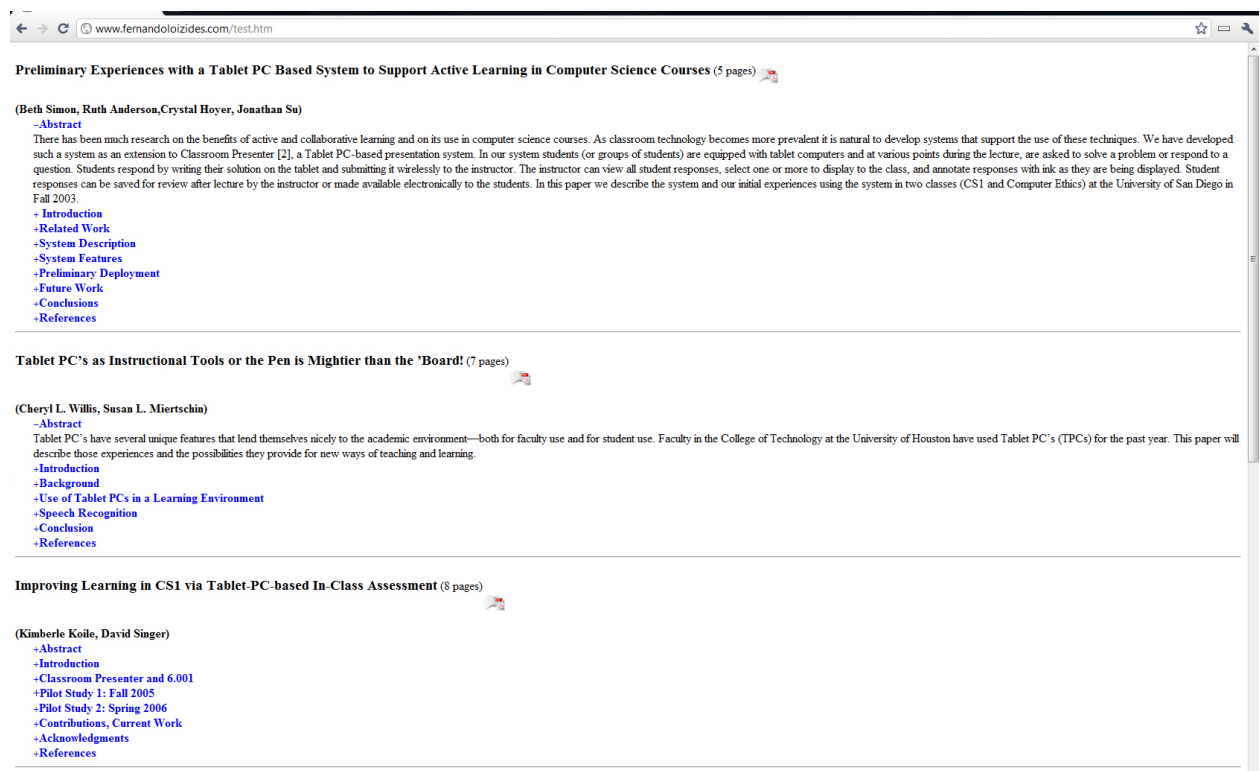 www.fernandoloizides.com/test.htm
Preliminary Experiences with a Tablet PC Based System to Support Active Learning in Computer Science Courses (5 pages)
(Beth Simon, Ruth Anderson,Crystal Hoyer, Jonathan Su)
−Abstract
There has been much research on the benefits of active and collaborative learning and on its use in computer science courses. As classroom technology becomes more prevalent it is natural to develop systems that support the use of these techniques. We have developed
such a system as an extension to Classroom Presenter [2], a Tablet PC-based presentation system. In our system students (or groups of students) are equipped with tablet computers and at various points during the lecture, are asked to solve a problem or respond to a
question. Students respond by writing their solution on the tablet and submitting it wirelessly to the instructor. The instructor can view all student responses, select one or more to display to the class, and annotate responses with ink as they are being displayed. Student
responses can be saved for review after lecture by the instructor or made available electronically to the students. In this paper we describe the system and our initial experiences using the system in two classes (CS1 and Computer Ethics) at the University of San Diego in
Fall 2003.
+ Introduction
+Related Work
+System Description
+System Features
+Preliminary Deployment
+Future Work
+Conclusions
+References
Tablet PC’s as Instructional Tools or the Pen is Mightier than the ’Board! (7 pages)
(Cheryl L. Willis, Susan L. Miertschin)
−Abstract
Tablet PC’s have several unique features that lend themselves nicely to the academic environment—both for faculty use and for student use. Faculty in the College of Technology at the University of Houston have used Tablet PC’s (TPCs) for the past year. This paper will
describe those experiences and the possibilities they provide for new ways of teaching and learning.
+Introduction
+Background
+Use of Tablet PCs in a Learning Environment
+Speech Recognition
+Conclusion
+References
Improving Learning in CS1 via Tablet-PC-based In-Class Assessment (8 pages)
(Kimberle Koile, David Singer)
+Abstract
+Introduction
+Classroom Presenter and 6.001
+Pilot Study 1: Fall 2005
+Pilot Study 2: Spring 2006
+Contributions, Current Work
+Acknowledgments
+References